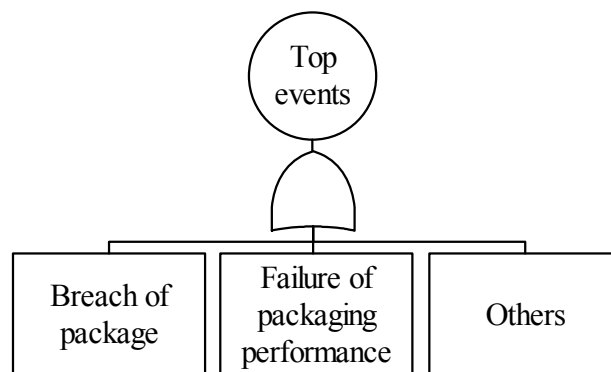 Top
events
Breach of
package
Failure of
packaging
performance
Others